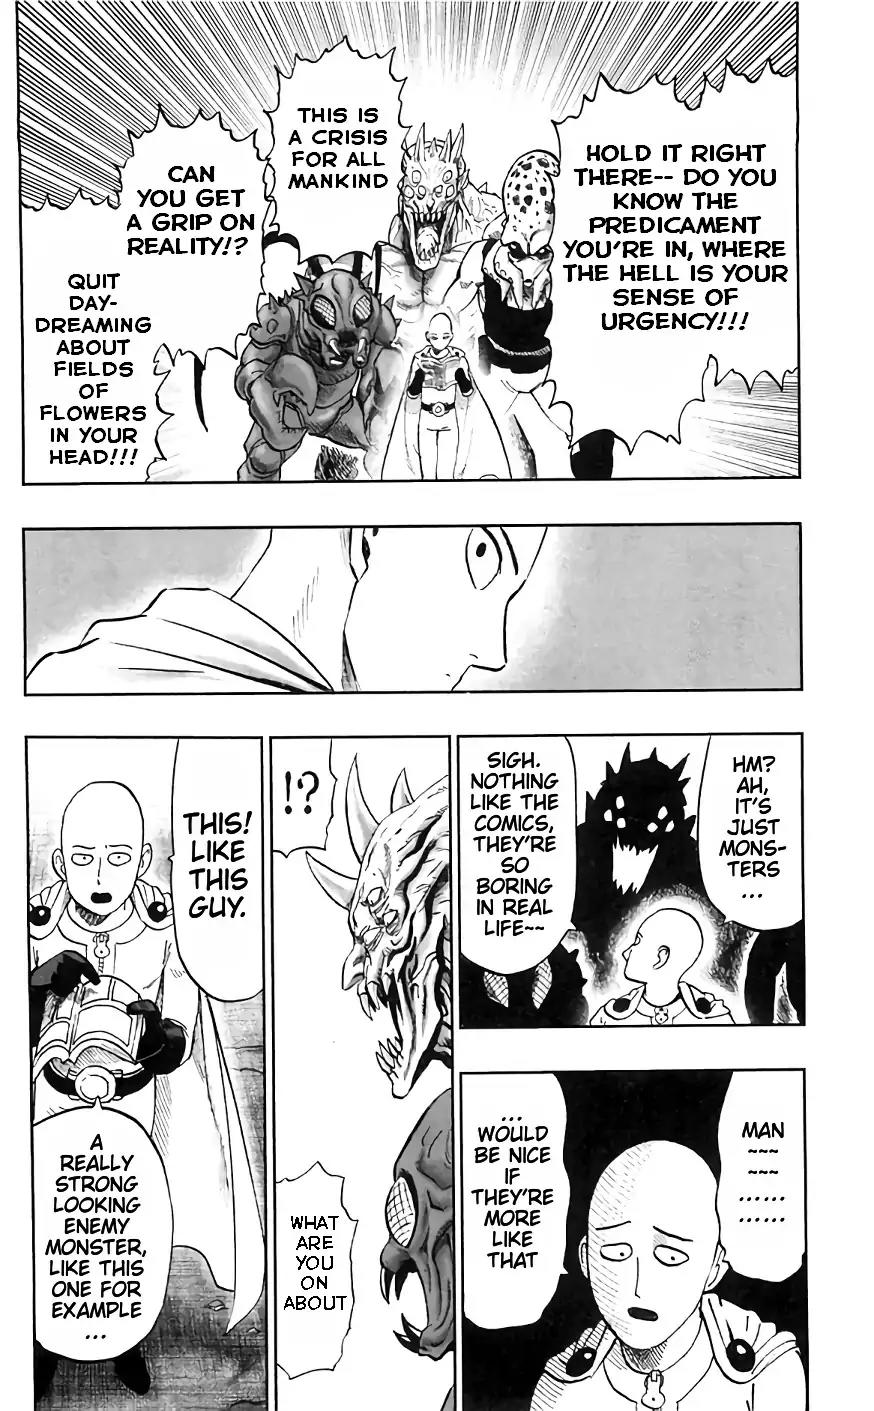 HOLD IT RIGHT
THERE-- DO YOU
KNOW THE
PREDICAMENT
YOU'RE IN, WHERE
THE HELL IS YOUR
SENSE OF
URGENCY!!!
THIS IS
A CRISIS
FOR ALL
MANKIND
CAN
YOU GET
A GRIP ON
REALITY!?
QUIT
DAY-
DREAMING
ABOUT
FIELDS
OF
FLOWERS
IN YOUR
HEAD!!!
HM?
AH,
IT'S
JUST
MONS-
TERS
...
SIGH.
NOTHING
LIKE THE
COMICS,
THEY'RE
SO
BORING
IN REAL
LIFE~~
MAN
~~~
~~~
......
......
...
WOULD
BE NICE
IF
THEY'RE
MORE
LIKE
THAT
!?
WHAT
ARE
YOU
ON
ABOUT
THIS!
LIKE
THIS
GUY.
A
REALLY
STRONG
LOOKING
ENEMY
MONSTER,
LIKE THIS
ONE FOR
EXAMPLE
...